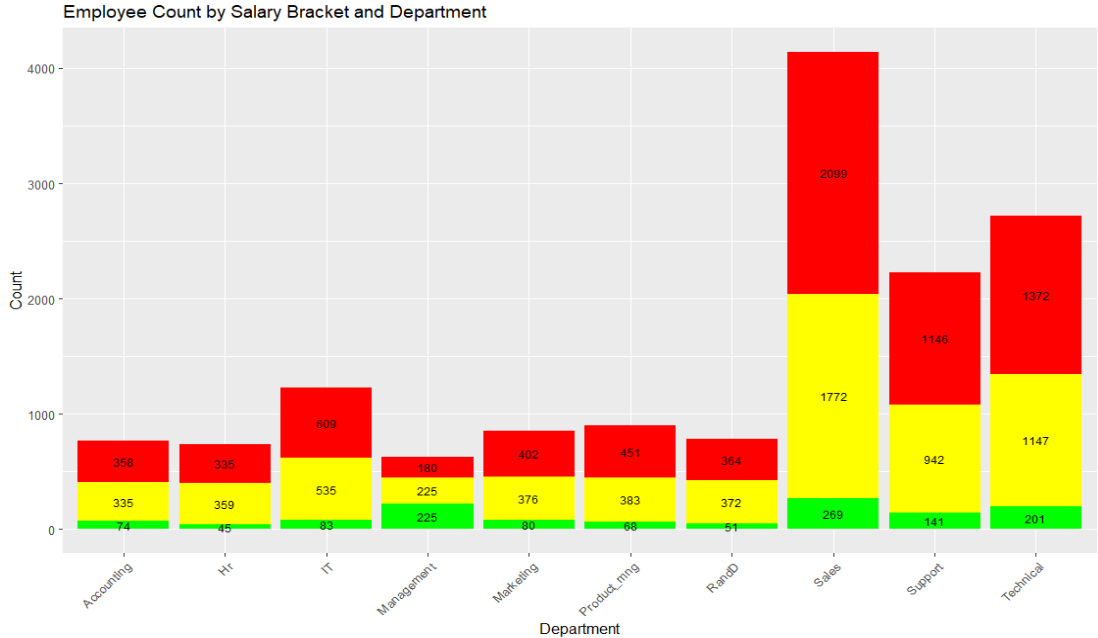 Employee Count by Salary Bracket and Department
Count
4000
3000
2000
1000
0
358
335
74
335
359
45
609
535
83
180
225
225
402
376
80
451
383
68
364
372
51
2099
1772
269
1146
942
141
1372
1147
201
Accounting
Hr
IT
Management
Marketing
Product_mng
RandD
Sales
Support
Technical
Department